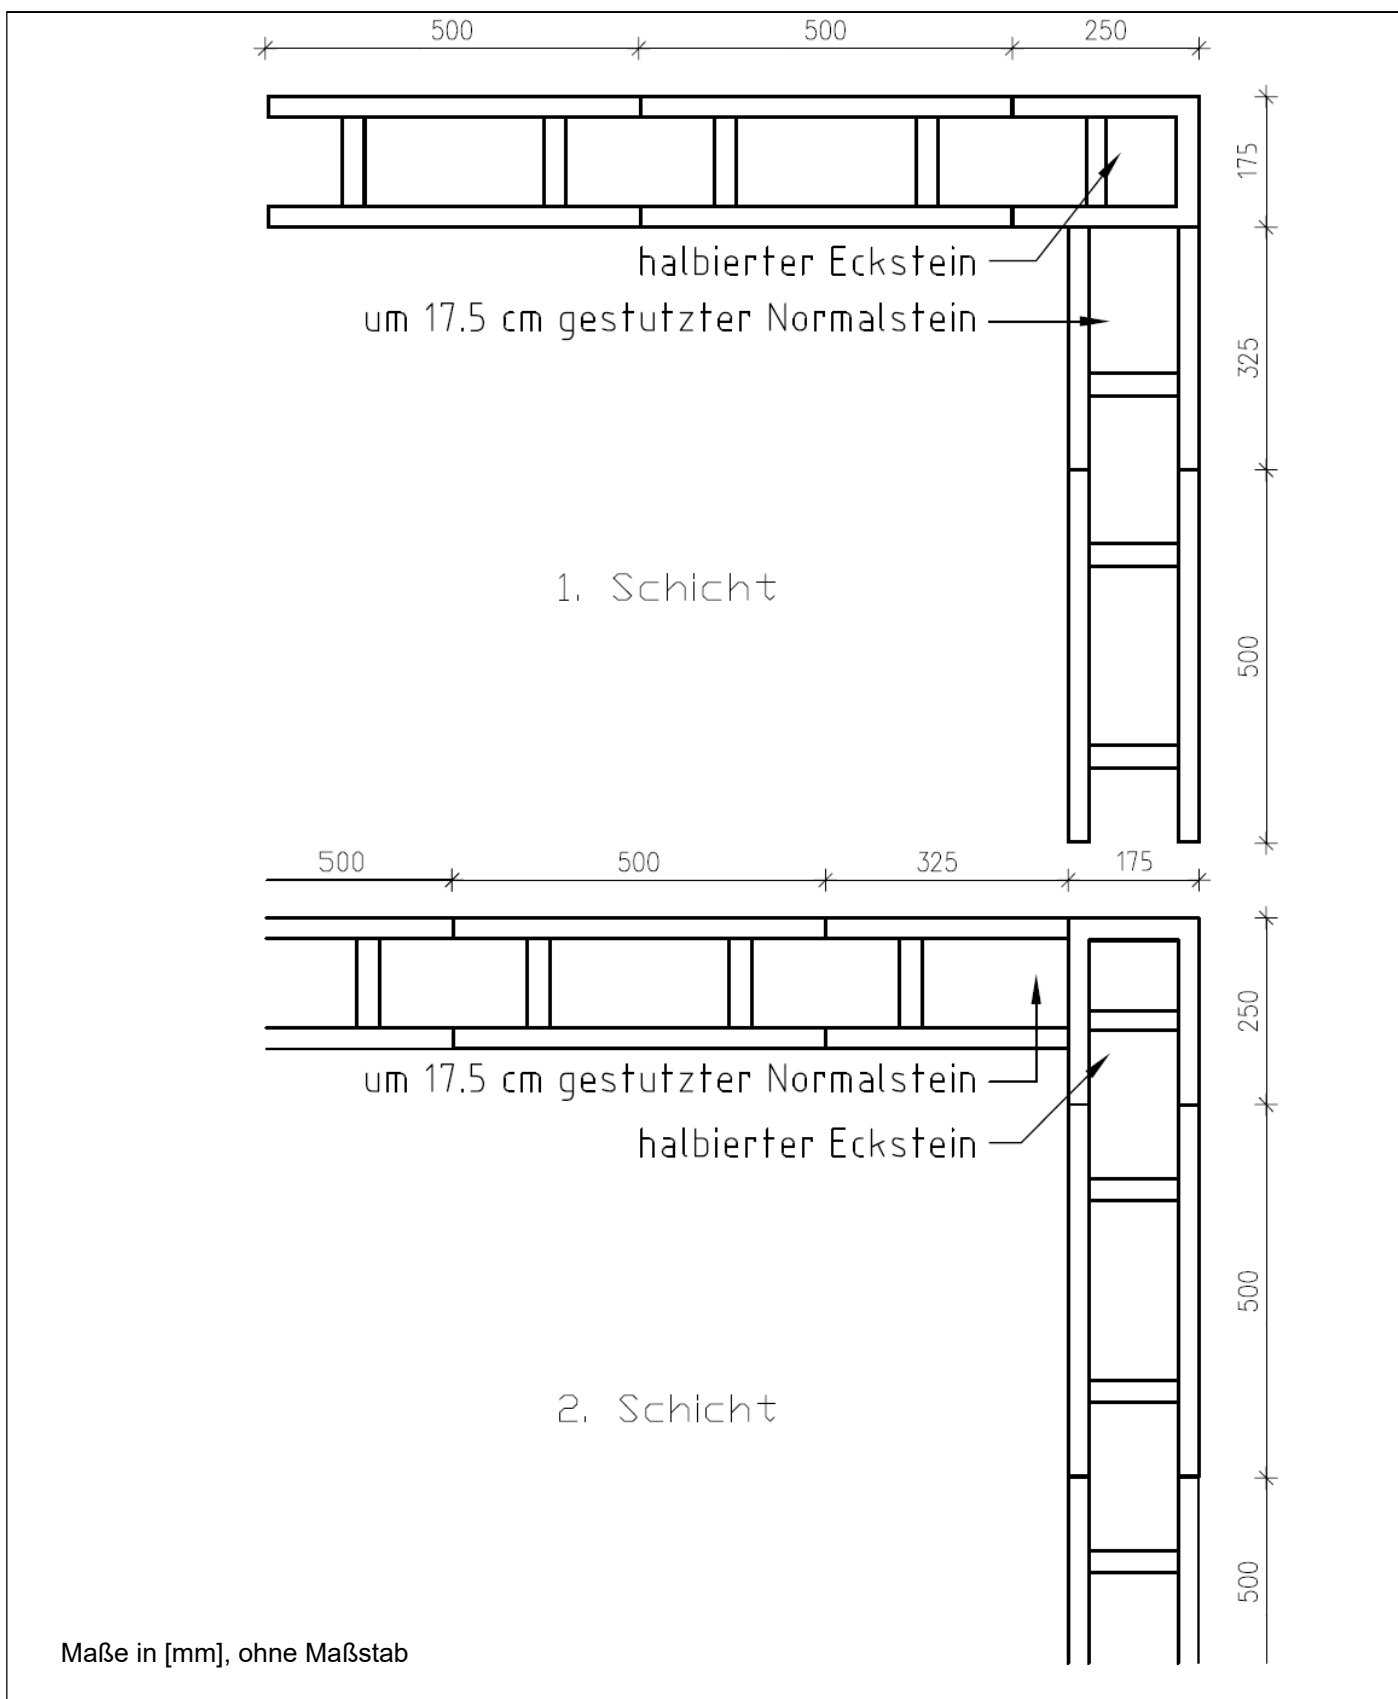 500 500 250
175
halbierter Eckstein
um 17.5 cm gestutzter Normalstein
325
1. Schicht
500
500 500 325 175
250
um 17.5 cm gestutzter Normalstein
halbierter Eckstein
500
2. Schicht
500
Maße in [mm], ohne Maßstab